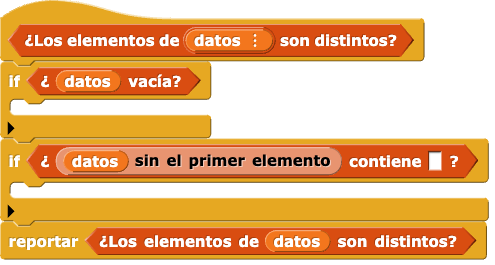 ¿Los elementos de datos ⋮ son distintos?
if ¿ datos vacía?
if ¿ datos sin el primer elemento contiene ?
reportar ¿Los elementos de datos son distintos?